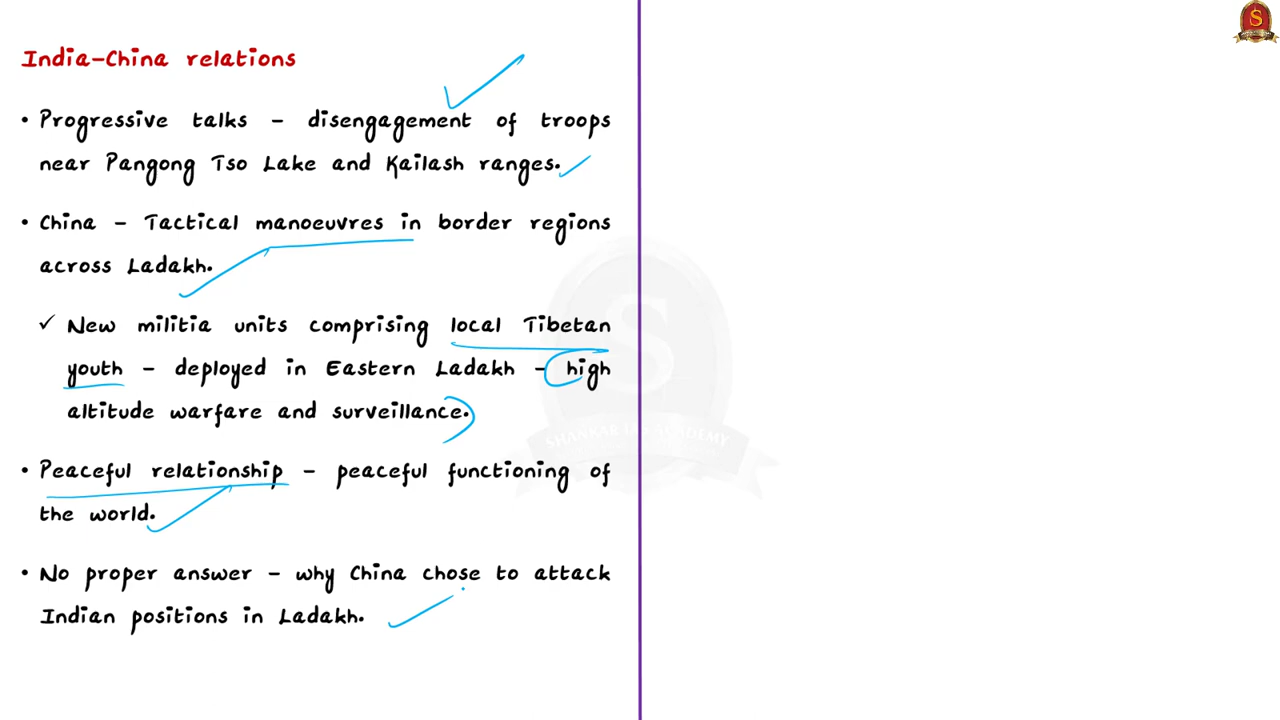 India-China relations
• Progressive talks - disengagement of troops
near Pangong Tso Lake and Kailash ranges.
• China - Tactical manoeuvres in border regions
across Ladakh.
✓ New militia units comprising local Tibetan
youth - deployed in Eastern Ladakh - high
altitude warfare and surveillance.
• Peaceful relationship - peaceful functioning of
the world.
• No proper answer - why China chose to attack
Indian positions in Ladakh.
S
SHANKAR IAS ACADEMY
S